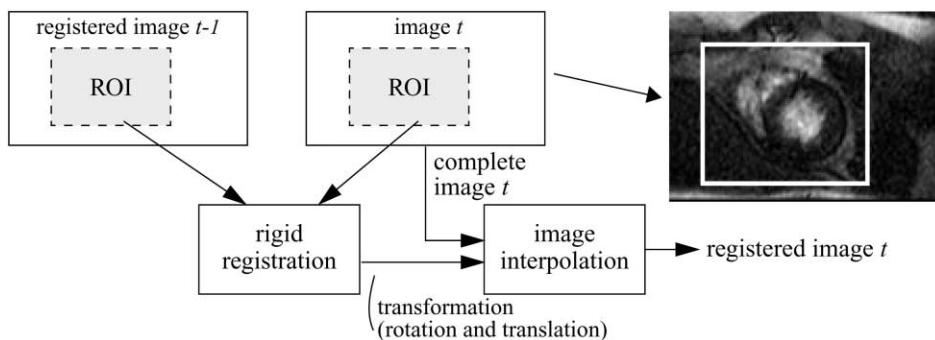 registered image t-1
ROI
image t
ROI
complete
image t
rigid
registration
image
interpolation
registered image t
transformation
(rotation and translation)